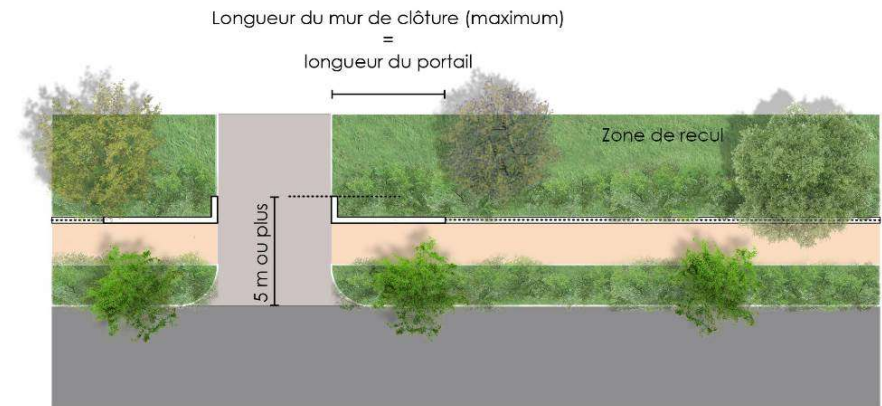 Longueur du mur de clôture (maximum)
=
longueur du portail
Zone de recul
5 m ou plus